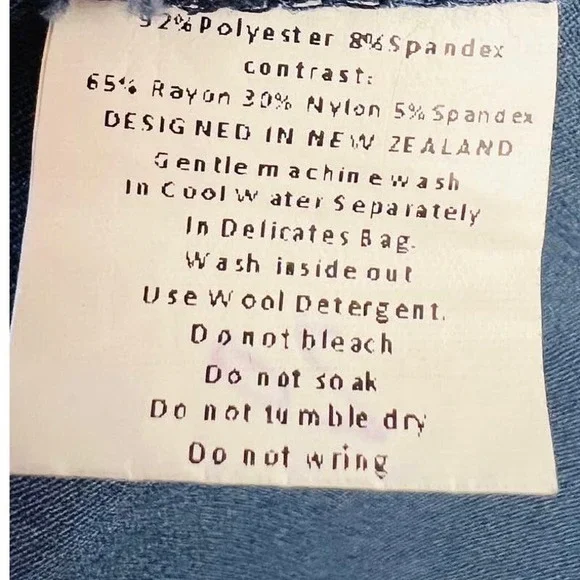 92% Polyester 8% Spandex
contrast:
65% Rayon 30% Nylon 5% Spandex
DESIGNED IN NEW ZEALAND
Gentle machine wash
In Cool Water Separately
In Delicates Bag.
Wash inside out
Use Wool Detergent.
Do not bleach
Do not soak
Do not tumble dry
Do not wring